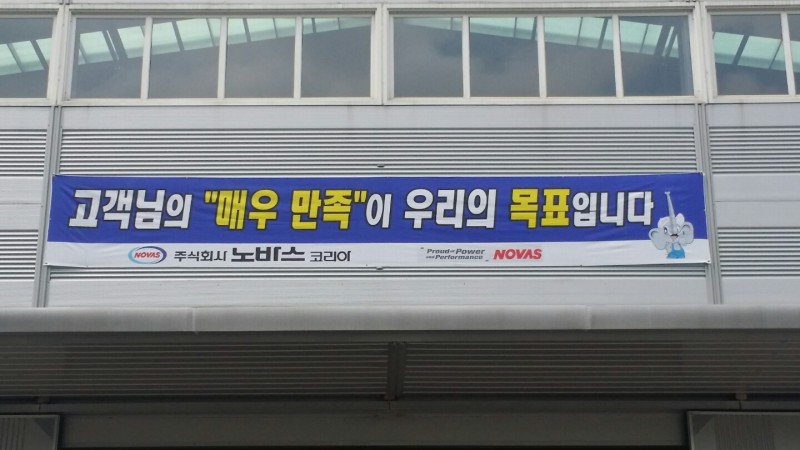 고객님의 "매우 만족"이 우리의 목표입니다
NOVAS 주식회사 노바스 코리아 "Proud of Power and Performance" NOVAS